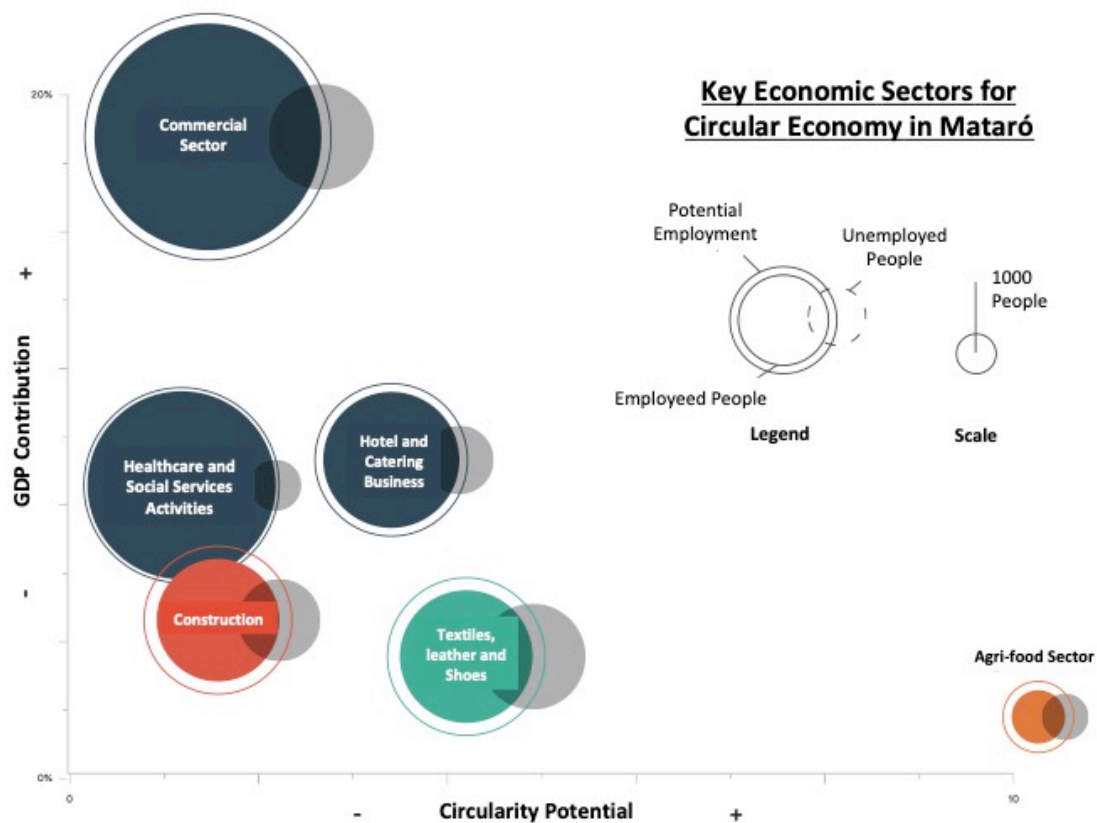 Key Economic Sectors for
Circular Economy in Mataró
20%
Commercial
Sector
Potential
Employment
Unemployed
People
1000
People
Employeed People
Legend
Scale
+
GDP Contribution
-
Healthcare and
Social Services
Activities
Hotel and
Catering
Business
Construction
Textiles,
leather and
Shoes
Agri-food Sector
0%
0
-
Circularity Potential
+
10